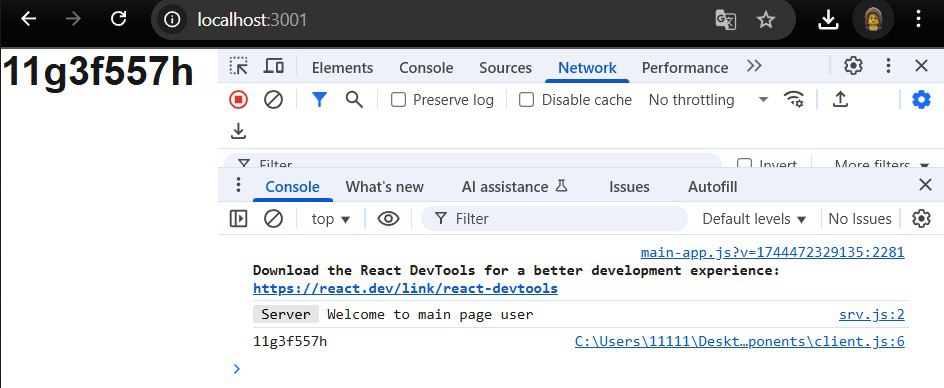 localhost:3001
11g3f557h
Elements Console Sources Network Performance
Preserve log Disable cache No throttling
Filter Invert More filters
Console What's new AI assistance Issues Autofill
top Filter Default levels No Issues
main-app.js?v=1744472329135:2281
Download the React DevTools for a better development experience:
https://react.dev/link/react-devtools
Server Welcome to main page user srv.js:2
11g3f557h C:\Users\11111\Deskt…ponents\client.js:6